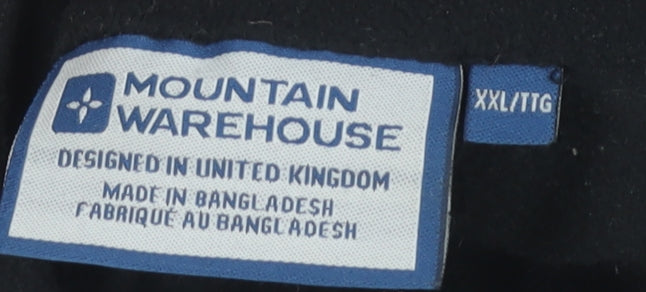 MOUNTAIN
WAREHOUSE
DESIGNED IN UNITED KINGDOM
MADE IN BANGLADESH
FABRIQUÉ AU BANGLADESH
XXL/TTG